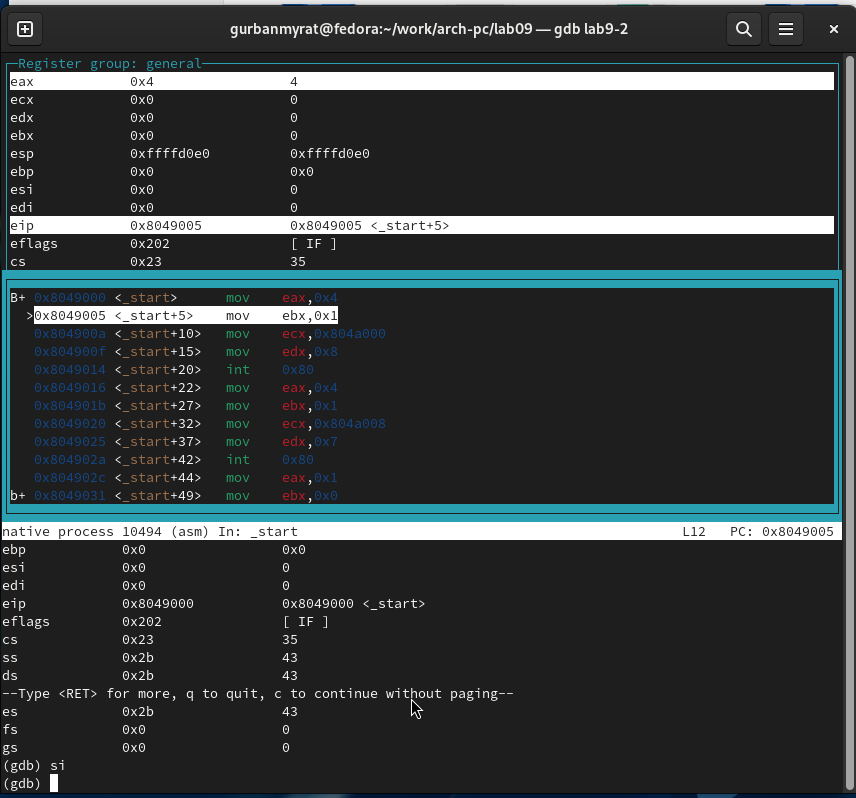 gurbanmyrat@fedora:~/work/arch-pc/lab09 — gdb lab9-2
Register group: general
eax 0x4 4
ecx 0x0 0
edx 0x0 0
ebx 0x0 0
esp 0xffffd0e0 0xffffd0e0
ebp 0x0 0x0
esi 0x0 0
edi 0x0 0
eip 0x8049005 0x8049005 <_start+5>
eflags 0x202 [ IF ]
cs 0x23 35
B+ 0x8049000 <_start> mov eax,0x4
>0x8049005 <_start+5> mov ebx,0x1
0x804900a <_start+10> mov ecx,0x804a000
0x804900f <_start+15> mov edx,0x8
0x8049014 <_start+20> int 0x80
0x8049016 <_start+22> mov eax,0x4
0x804901b <_start+27> mov ebx,0x1
0x8049020 <_start+32> mov ecx,0x804a008
0x8049025 <_start+37> mov edx,0x7
0x804902a <_start+42> int 0x80
0x804902c <_start+44> mov eax,0x1
b+ 0x8049031 <_start+49> mov ebx,0x0
native process 10494 (asm) In: _start L12 PC: 0x8049005
ebp 0x0 0x0
esi 0x0 0
edi 0x0 0
eip 0x8049000 0x8049000 <_start>
eflags 0x202 [ IF ]
cs 0x23 35
ss 0x2b 43
ds 0x2b 43
--Type <RET> for more, q to quit, c to continue without paging--
es 0x2b 43
fs 0x0 0
gs 0x0 0
(gdb) si
(gdb)